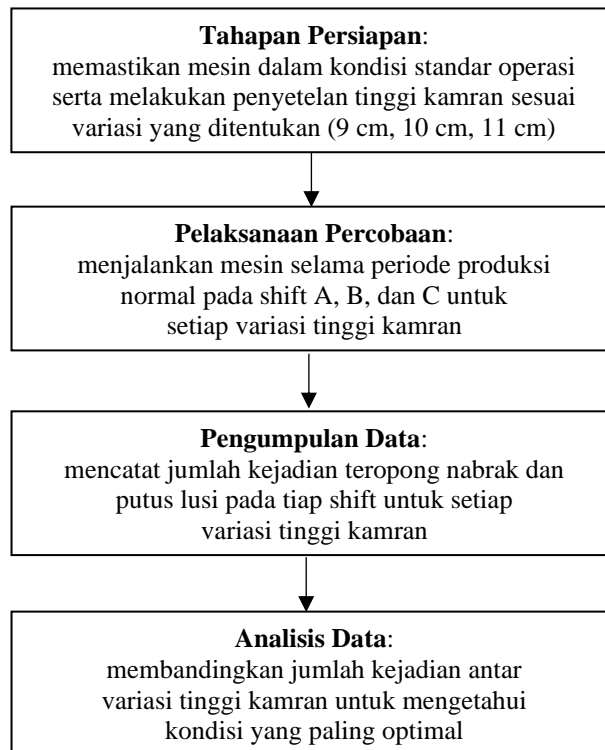 Tahapan Persiapan:
memastikan mesin dalam kondisi standar operasi
serta melakukan penyetelan tinggi kamran sesuai
variasi yang ditentukan (9 cm, 10 cm, 11 cm)
Pelaksanaan Percobaan:
menjalankan mesin selama periode produksi
normal pada shift A, B, dan C untuk
setiap variasi tinggi kamran
Pengumpulan Data:
mencatat jumlah kejadian teropong nabrak dan
putus lusi pada tiap shift untuk setiap
variasi tinggi kamran
Analisis Data:
membandingkan jumlah kejadian antar
variasi tinggi kamran untuk mengetahui
kondisi yang paling optimal